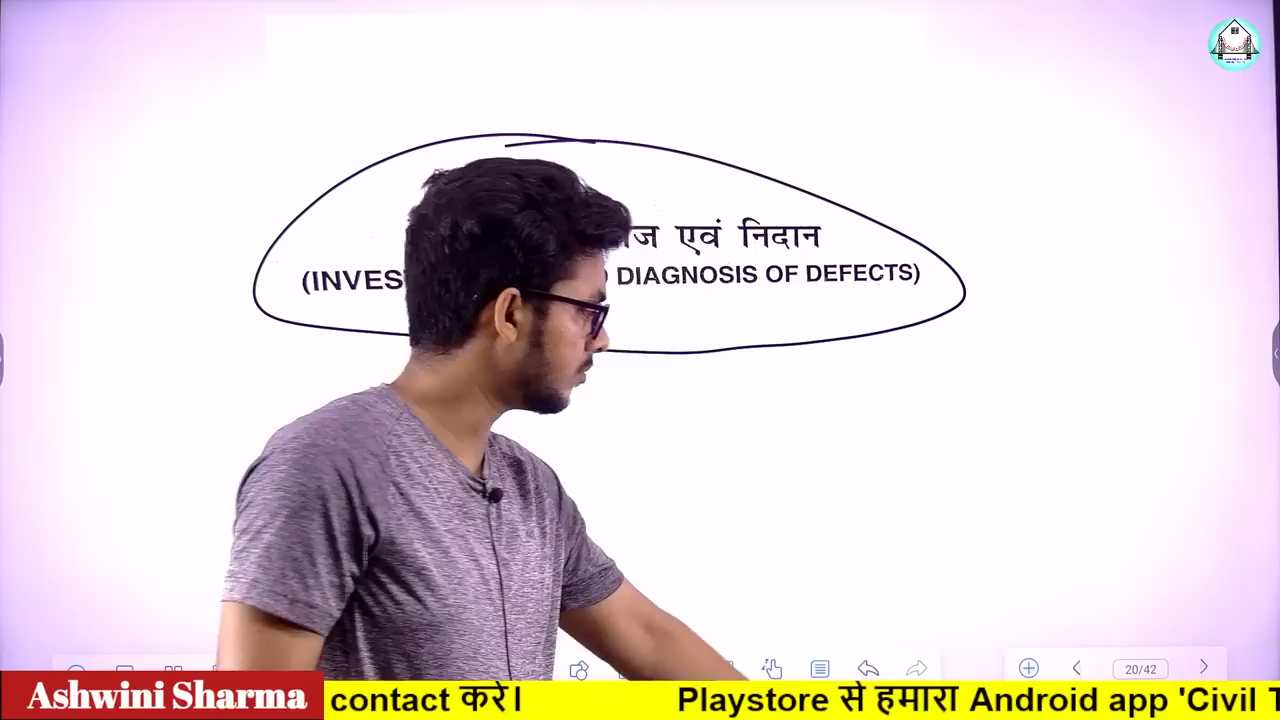 एवं निदान
(INVES DIAGNOSIS OF DEFECTS)
20/42
Ashwini Sharma
contact करे। Playstore से हमारा Android app 'Civil